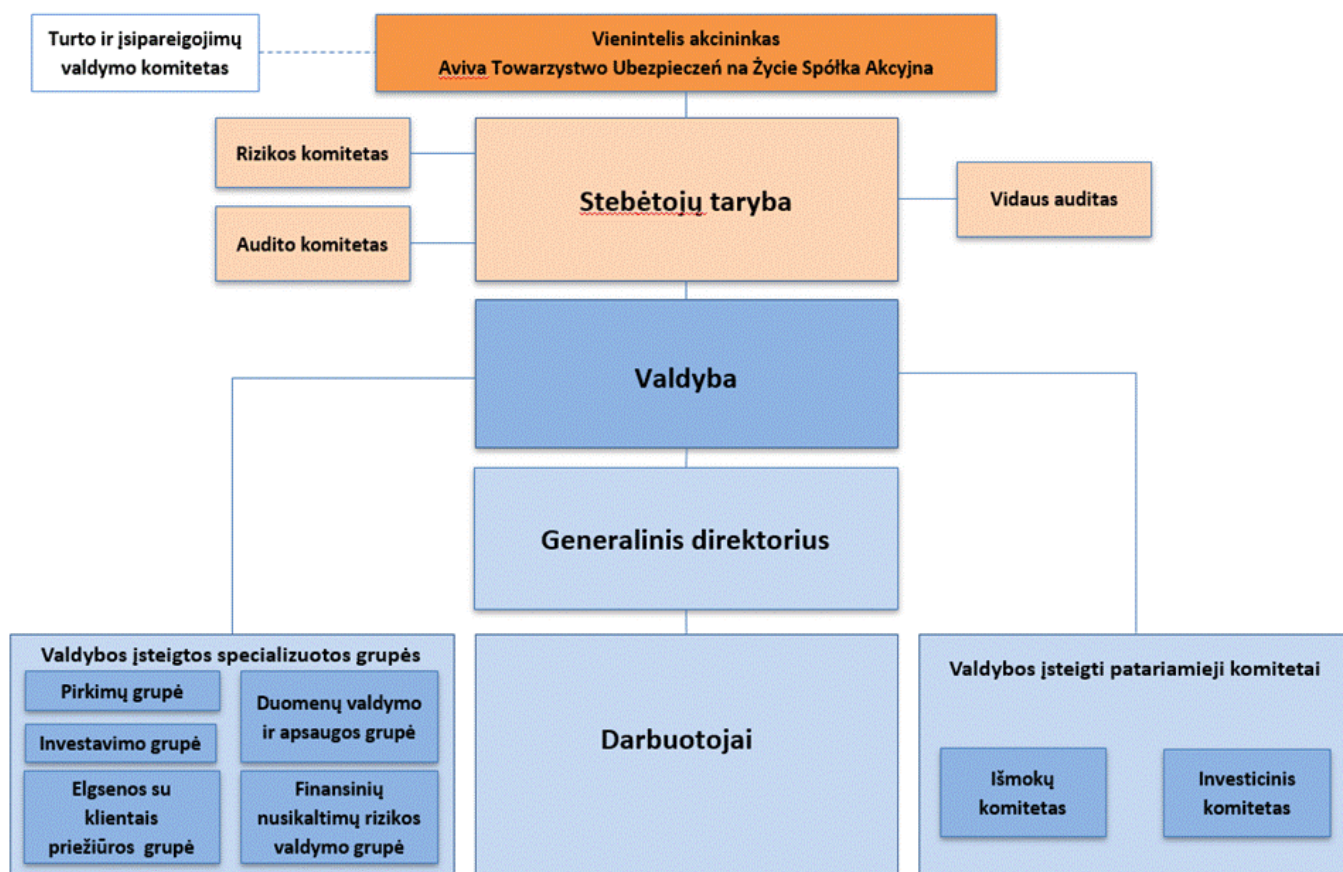 Turto ir įsipareigojimų
valdymo komitetas
Vienintelis akcininkas
Aviva Towarzystwo Ubezpieczeń na Życie Spółka Akcyjna
Rizikos komitetas
Stebėtojų taryba
Vidaus auditas
Audito komitetas
Valdyba
Generalinis direktorius
Valdybos įsteigtos specializuotos grupės
Pirkimų grupė
Duomenų valdymo
ir apsaugos grupė
Investavimo grupė
Elgsenos su
klientais
priežiūros grupė
Finansinių
nusikaltimų rizikos
valdymo grupė
Darbuotojai
Valdybos įsteigti patariamieji komitetai
Išmokų
komitetas
Investicinis
komitetas